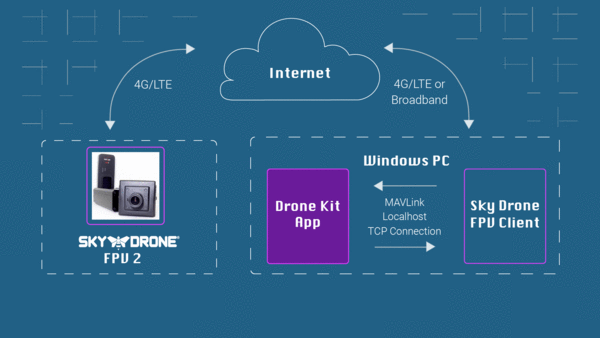 Internet
4G/LTE
4G/LTE or
Broadband
SKY DRONE®
FPV 2
Windows PC
Drone Kit
App
MAVLink
Localhost
TCP Connection
Sky Drone
FPV Client